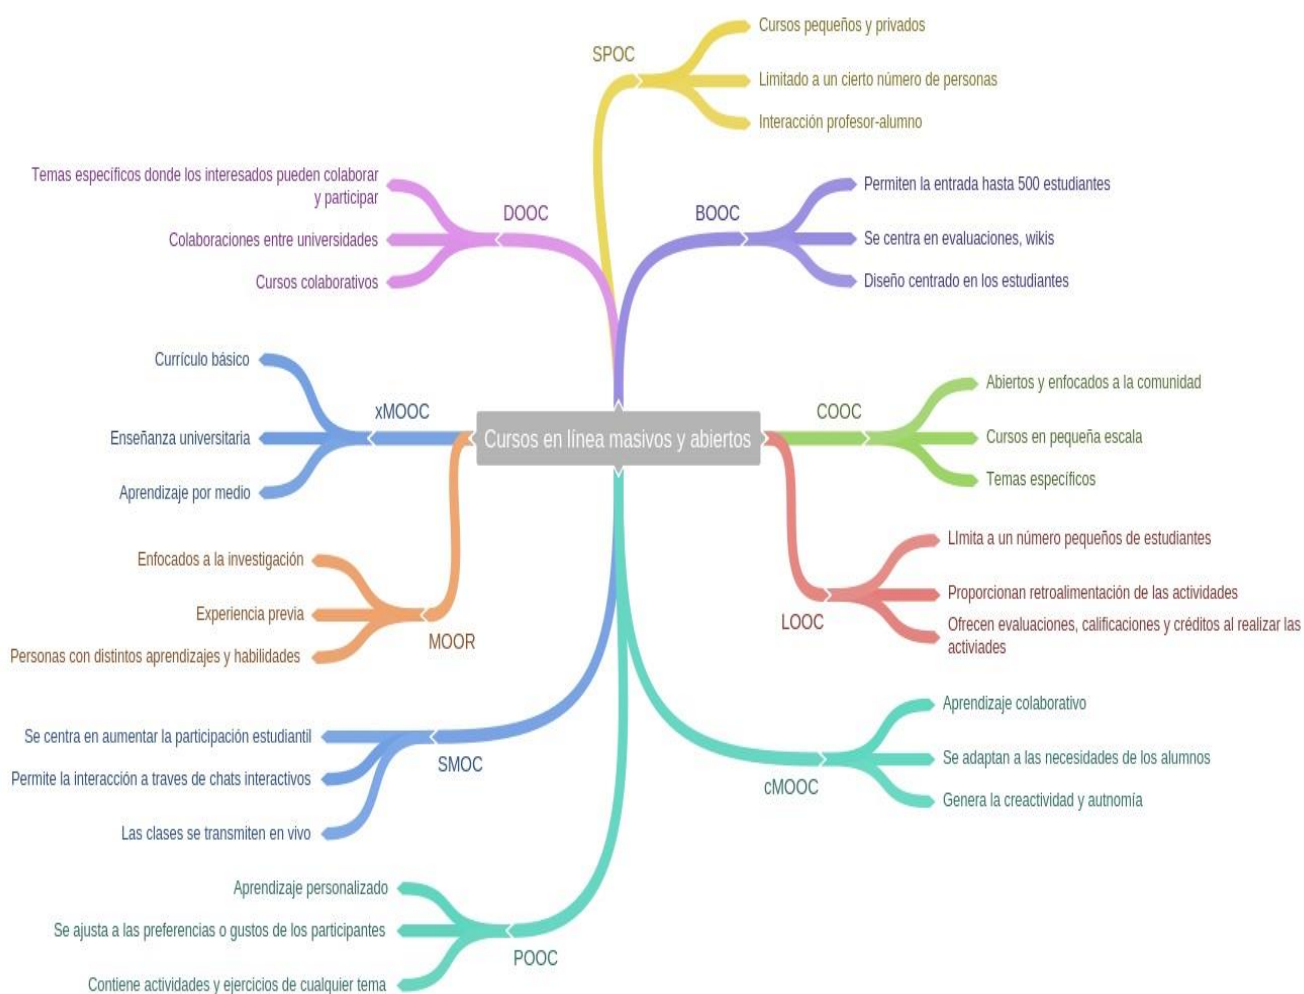 Cursos en línea masivos y abiertos
SPOC
Cursos pequeños y privados
Limitado a un cierto número de personas
Interacción profesor-alumno
BOOC
Permiten la entrada hasta 500 estudiantes
Se centra en evaluaciones, wikis
Diseño centrado en los estudiantes
COOC
Abiertos y enfocados a la comunidad
Cursos en pequeña escala
Temas específicos
LOOC
LImita a un número pequeños de estudiantes
Proporcionan retroalimentación de las actividades
Ofrecen evaluaciones, calificaciones y créditos al realizar las
activiades
cMOOC
Aprendizaje colaborativo
Se adaptan a las necesidades de los alumnos
Genera la creactividad y autnomía
DOOC
Temas específicos donde los interesados pueden colaborar
y participar
Colaboraciones entre universidades
Cursos colaborativos
xMOOC
Currículo básico
Enseñanza universitaria
Aprendizaje por medio
MOOR
Enfocados a la investigación
Experiencia previa
Personas con distintos aprendizajes y habilidades
SMOC
Se centra en aumentar la participación estudiantil
Permite la interacción a traves de chats interactivos
Las clases se transmiten en vivo
POOC
Aprendizaje personalizado
Se ajusta a las preferencias o gustos de los participantes
Contiene actividades y ejercicios de cualquier tema